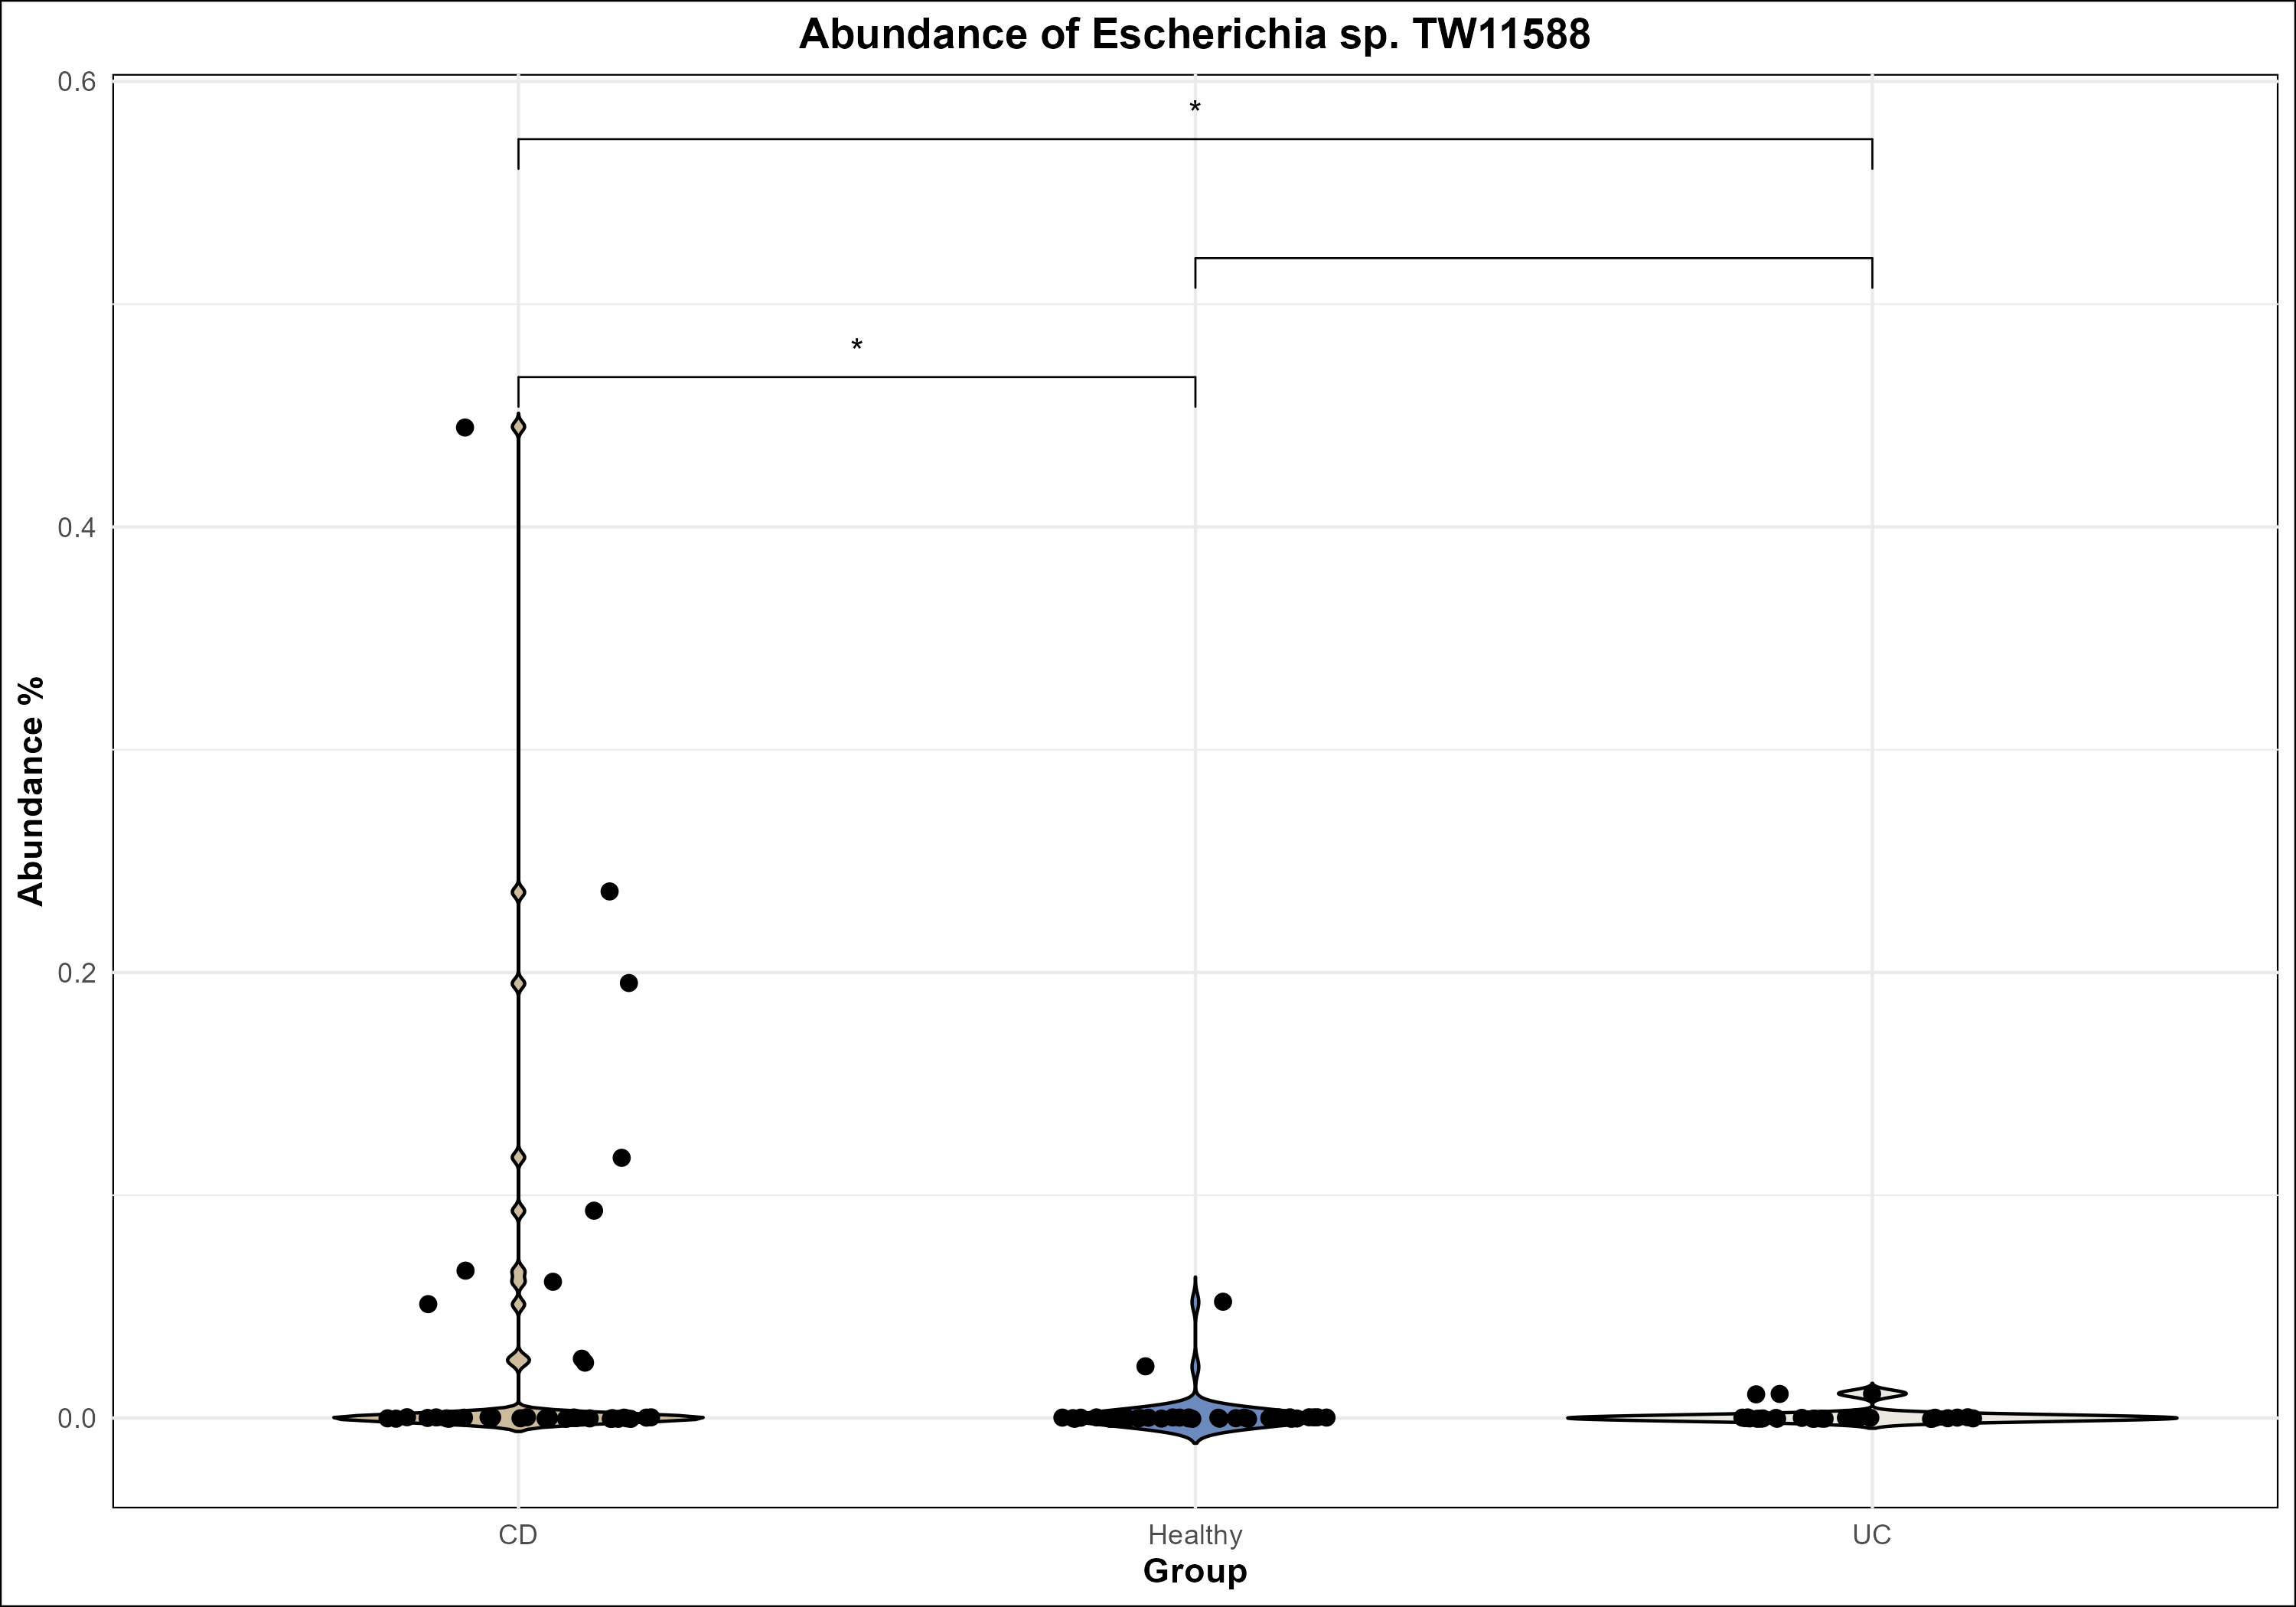 Abundance of Escherichia sp. TW11588
0.6
*
*
0.4
Abundance %
0.2
0.0
CD Healthy UC
Group